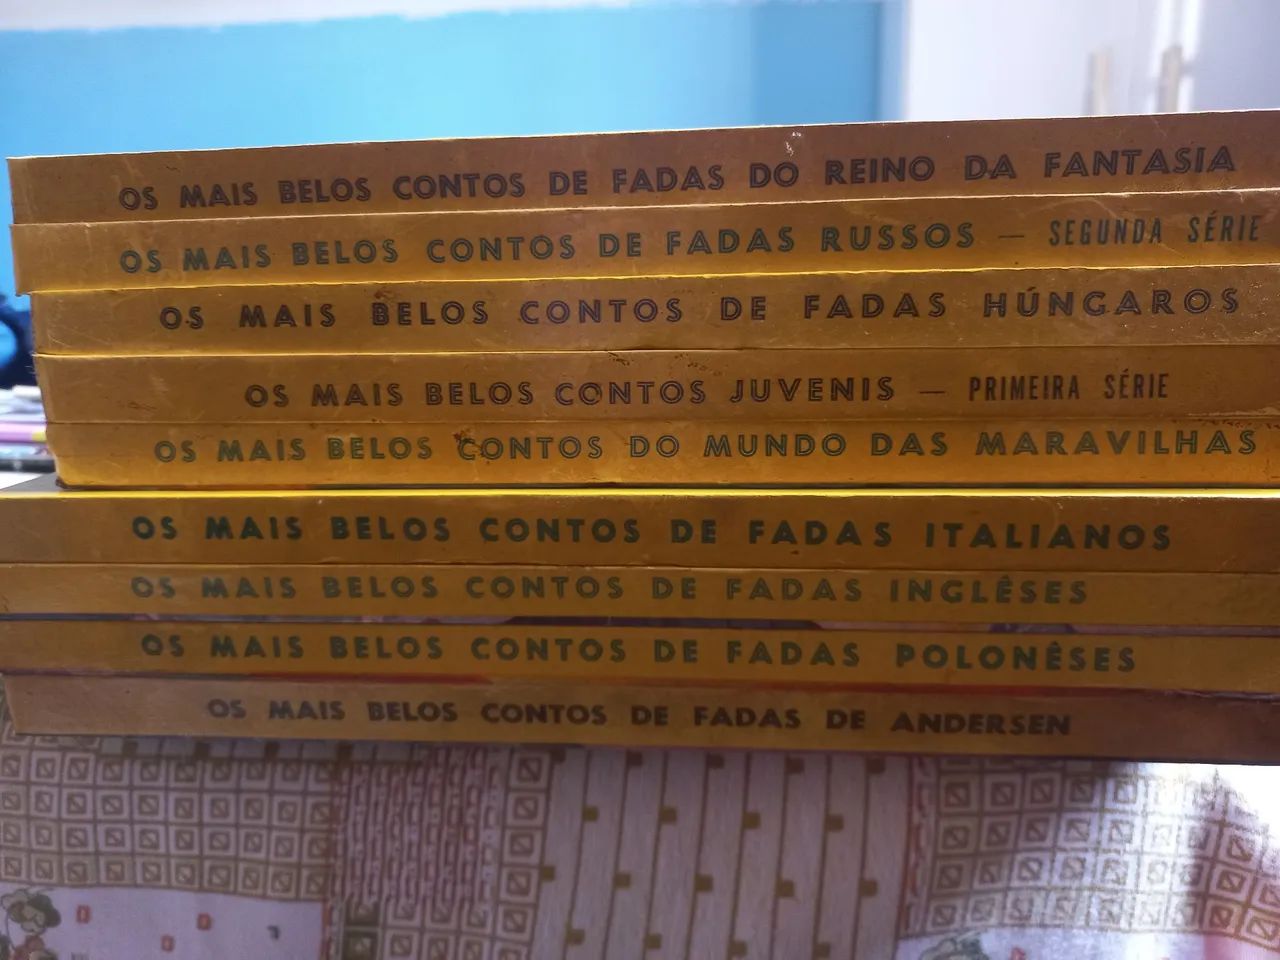 OS MAIS BELOS CONTOS DE FADAS DO REINO DA FANTASIA
OS MAIS BELOS CONTOS DE FADAS RUSSOS — SEGUNDA SÉRIE
OS MAIS BELOS CONTOS DE FADAS HÚNGAROS
OS MAIS BELOS CONTOS JUVENIS — PRIMEIRA SÉRIE
OS MAIS BELOS CONTOS DO MUNDO DAS MARAVILHAS
OS MAIS BELOS CONTOS DE FADAS ITALIANOS
OS MAIS BELOS CONTOS DE FADAS INGLÊSES
OS MAIS BELOS CONTOS DE FADAS POLONÊSES
OS MAIS BELOS CONTOS DE FADAS DE ANDERSEN